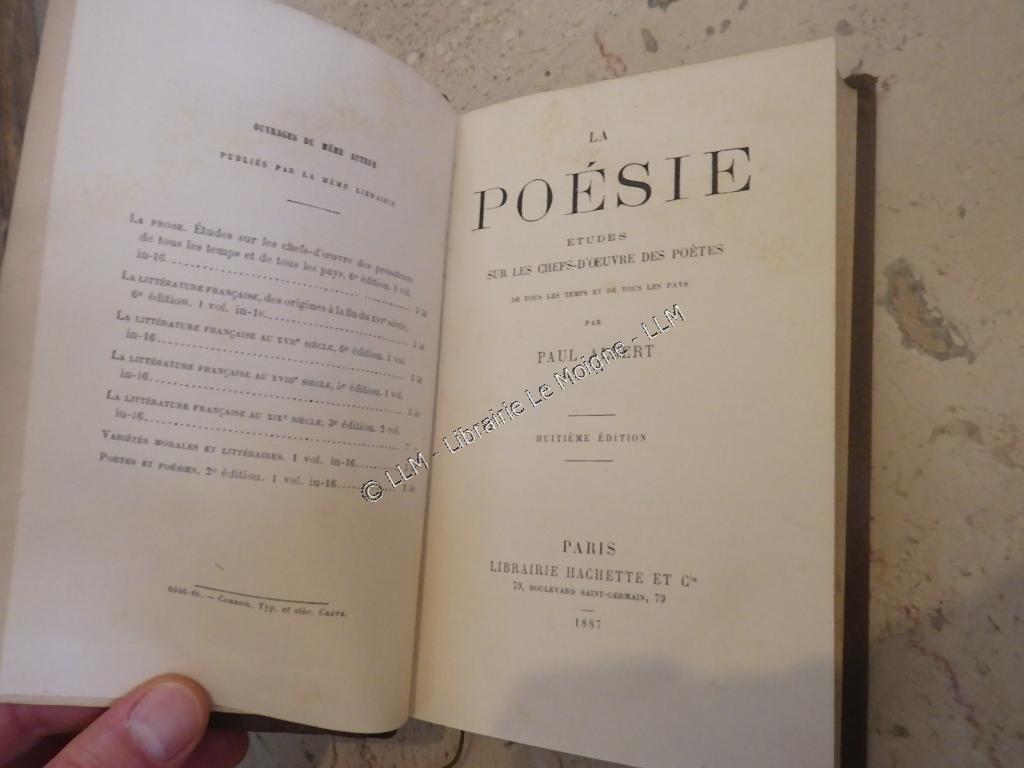 OUVRAGES DU MÊME AUTEUR
PUBLIÉS PAR LA MÊME LIBRAIRIE
LA PROSE. Études sur les chefs-d'œuvre des prosateurs
de tous les temps et de tous les pays, 6e édition. 1 vol.
in-16
LA LITTÉRATURE FRANÇAISE, des origines à la fin du XVIe siècle,
6e édition. 1 vol. in-16
LA LITTÉRATURE FRANÇAISE AU XVIIe SIÈCLE, 6e édition. 1 vol.
in-16
LA LITTÉRATURE FRANÇAISE AU XVIIIe SIÈCLE, 5e édition. 1 vol.
in-16
LA LITTÉRATURE FRANÇAISE AU XIXe SIÈCLE, 3e édition. 2 vol.
in-16
VARIÉTÉS MORALES ET LITTÉRAIRES. 1 vol. in-16
POÈTES ET POÉSIES, 2e édition. 1 vol. in-16
CORBEIL. Typ. et stér. CRÉTÉ.
LA
POÉSIE
ETUDES
SUR LES CHEFS-D'ŒUVRE DES POÈTES
DE TOUS LES TEMPS ET DE TOUS LES PAYS
PAR
PAUL ALBERT
HUITIÈME ÉDITION
PARIS
LIBRAIRIE HACHETTE ET Cie
79, BOULEVARD SAINT-GERMAIN, 79
1887
© LLM - Librairie Le Moigne - LLM